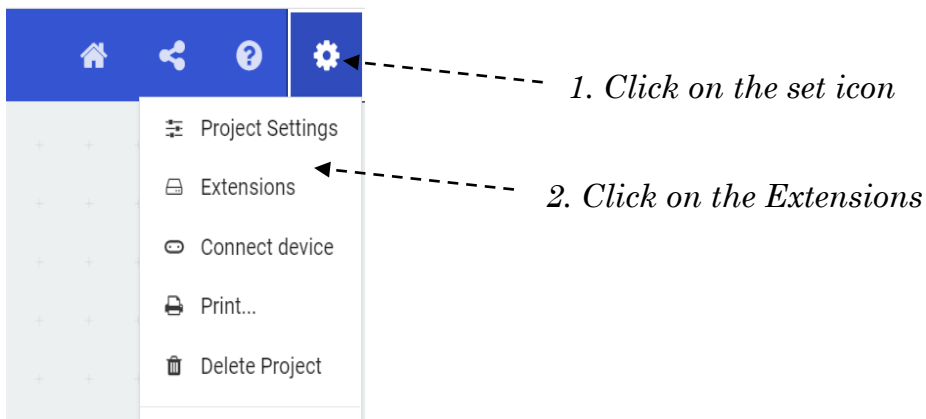 1. Click on the set icon
Project Settings
Extensions
2. Click on the Extensions
Connect device
Print...
Delete Project